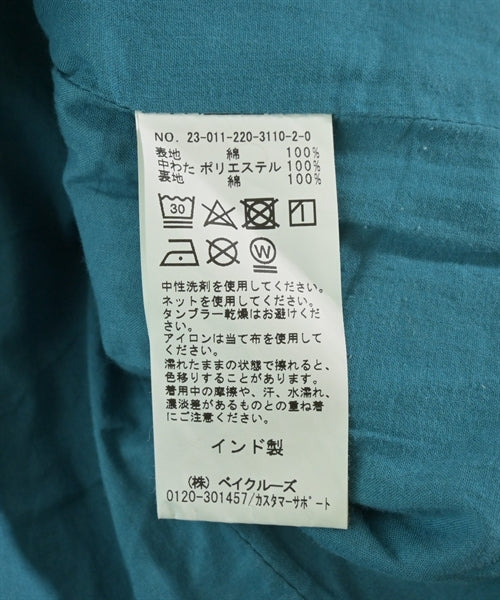 NO. 23-011-220-3110-2-0
表地 綿 100%
中わた ポリエステル 100%
裏地 綿 100%
30
W
中性洗剤を使用してください。
ネットを使用してください。
タンブラー乾燥はお避けくださ
い。
アイロンは当て布を使用して
ください。
濡れたままの状態で擦れると、
色移りすることがあります。
着用中の摩擦や、汗、水濡れ、
濃淡差があるものとの重ね着
にご注意ください。
インド製
(株) ベイクルーズ
0120-301457/カスタマーサポート